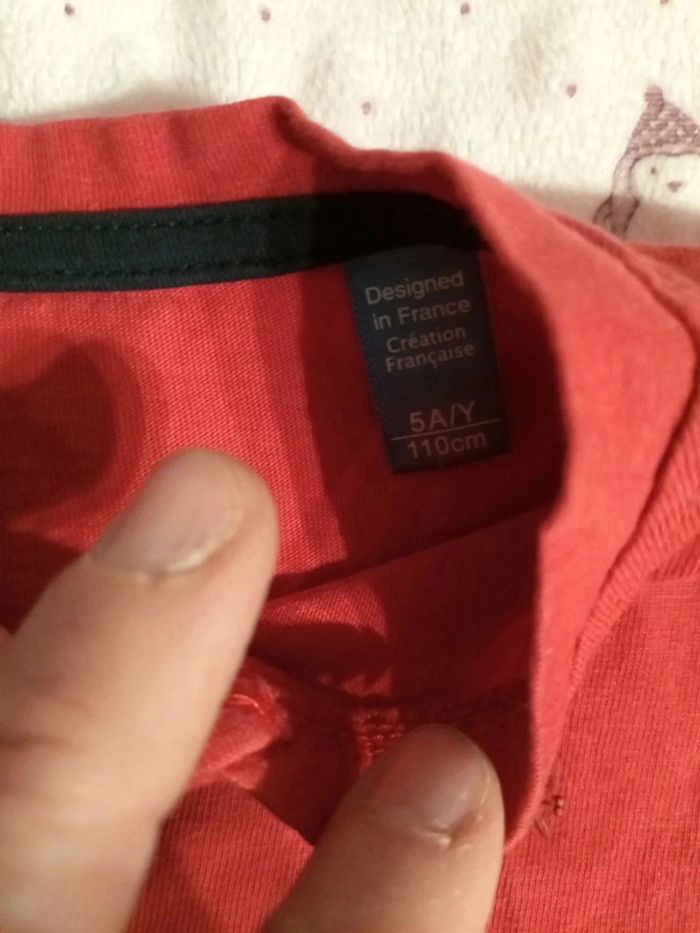 Designed
in France
Création
Française
5A/Y
110cm